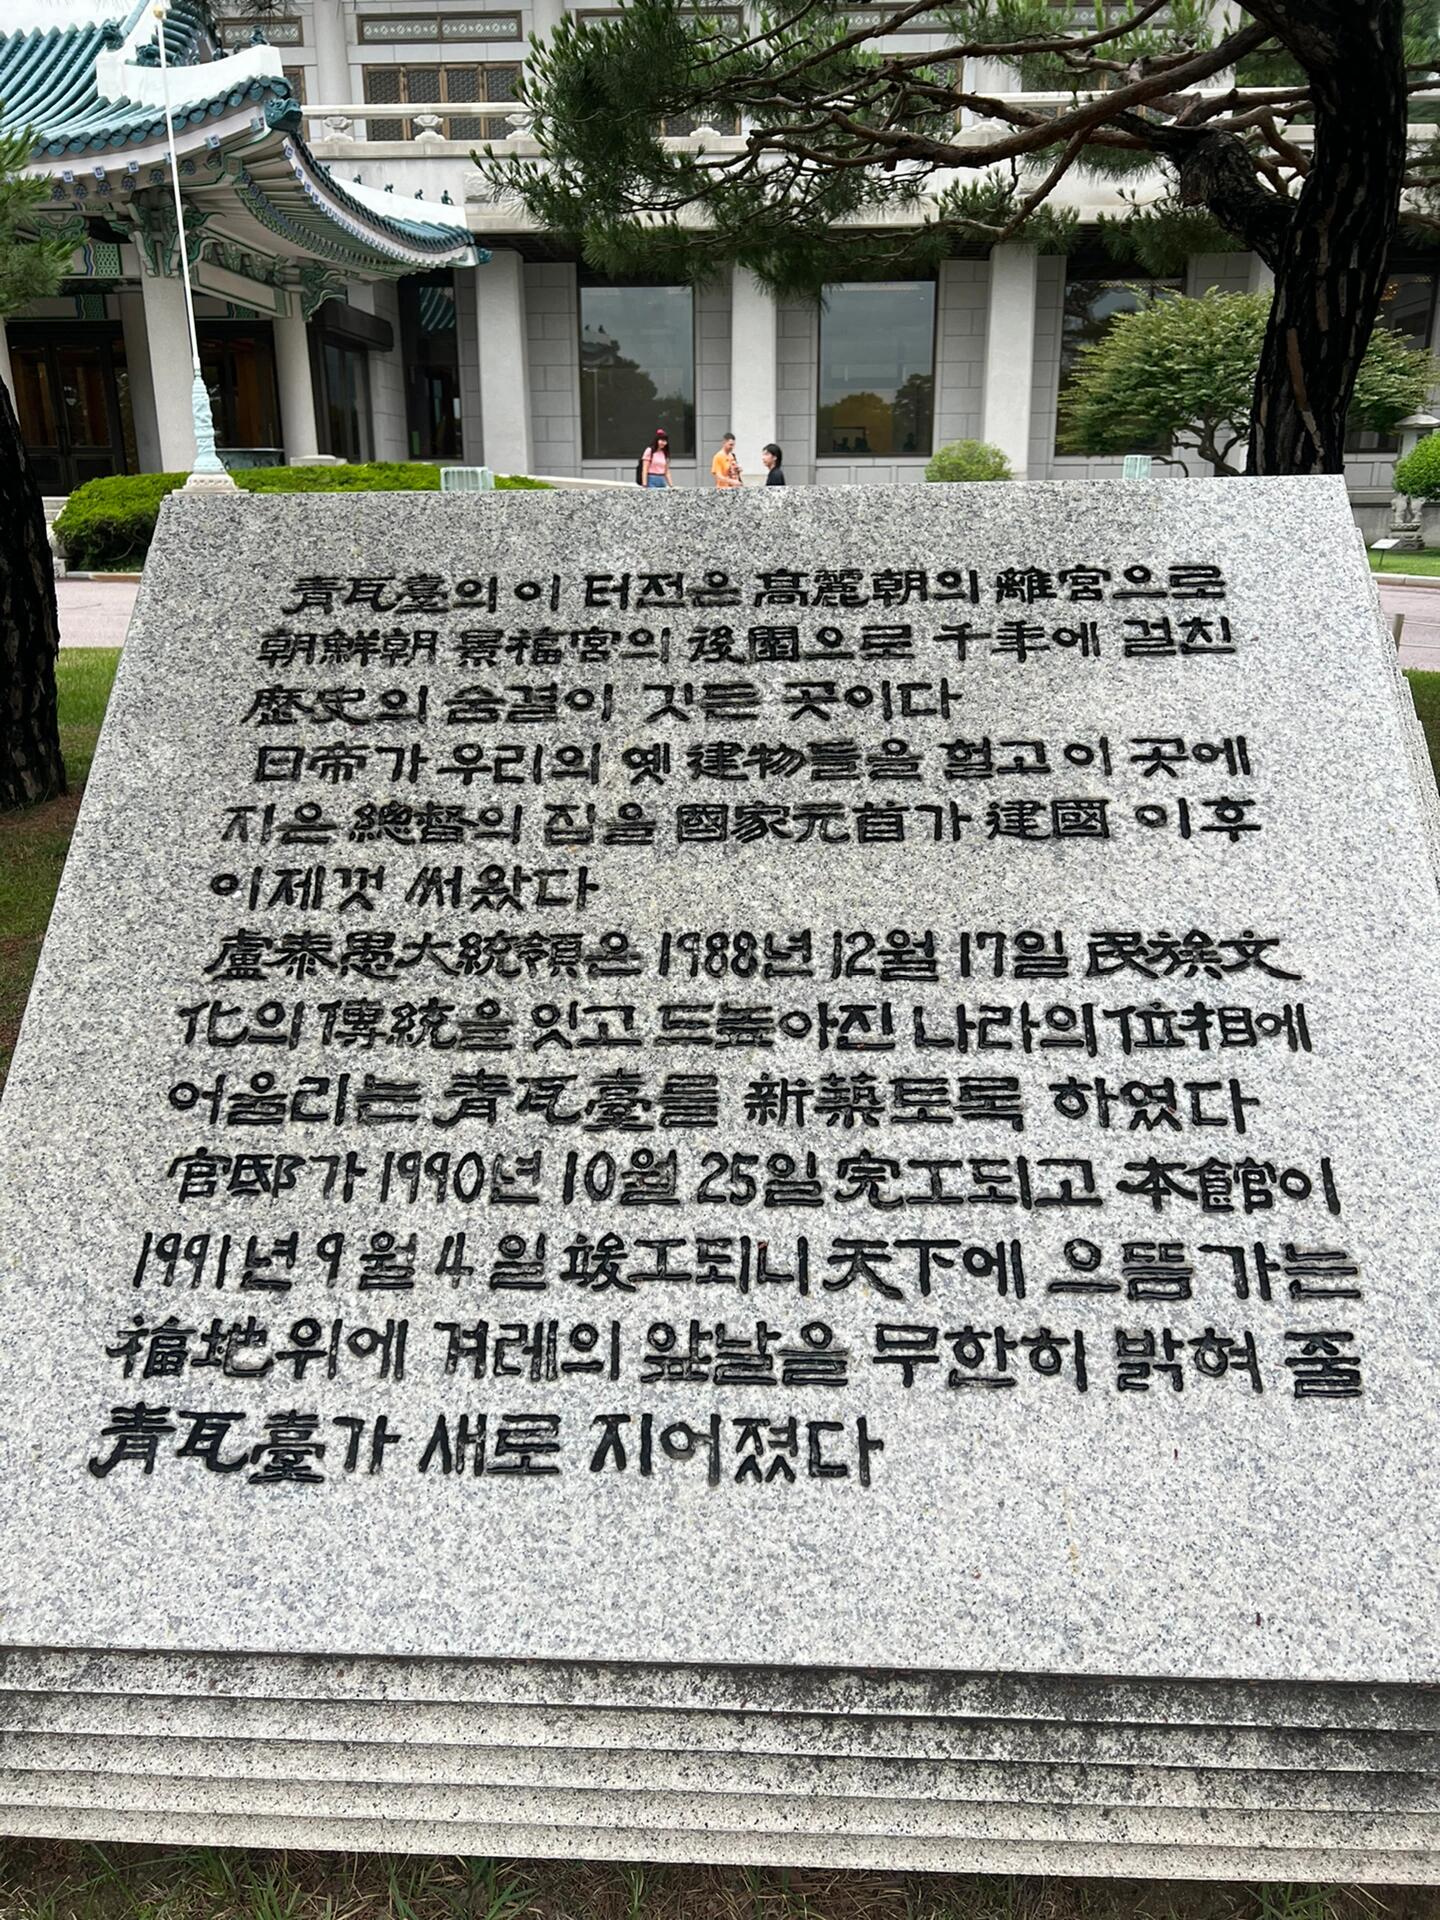 靑瓦臺의 이 터전은 高麗朝의 離宮으로
朝鮮朝 景福宮의 後園으로 千年에 걸친
歷史의 숨결이 깃든 곳이다
日帝가 우리의 옛 建物들을 헐고 이 곳에
지은 總督의 집을 國家元首가 建國 이후
이제껏 써왔다
盧泰愚大統領은 1988년 12월 17일 民族文
化의 傳統을 잇고 드높아진 나라의 位相에
어울리는 靑瓦臺를 新築토록 하였다
官邸가 1990년 10월 25일 完工되고 本館이
1991년 9월 4일 竣工되니 天下에 으뜸가는
福地위에 겨레의 앞날을 무한히 밝혀 줄
靑瓦臺가 새로 지어졌다